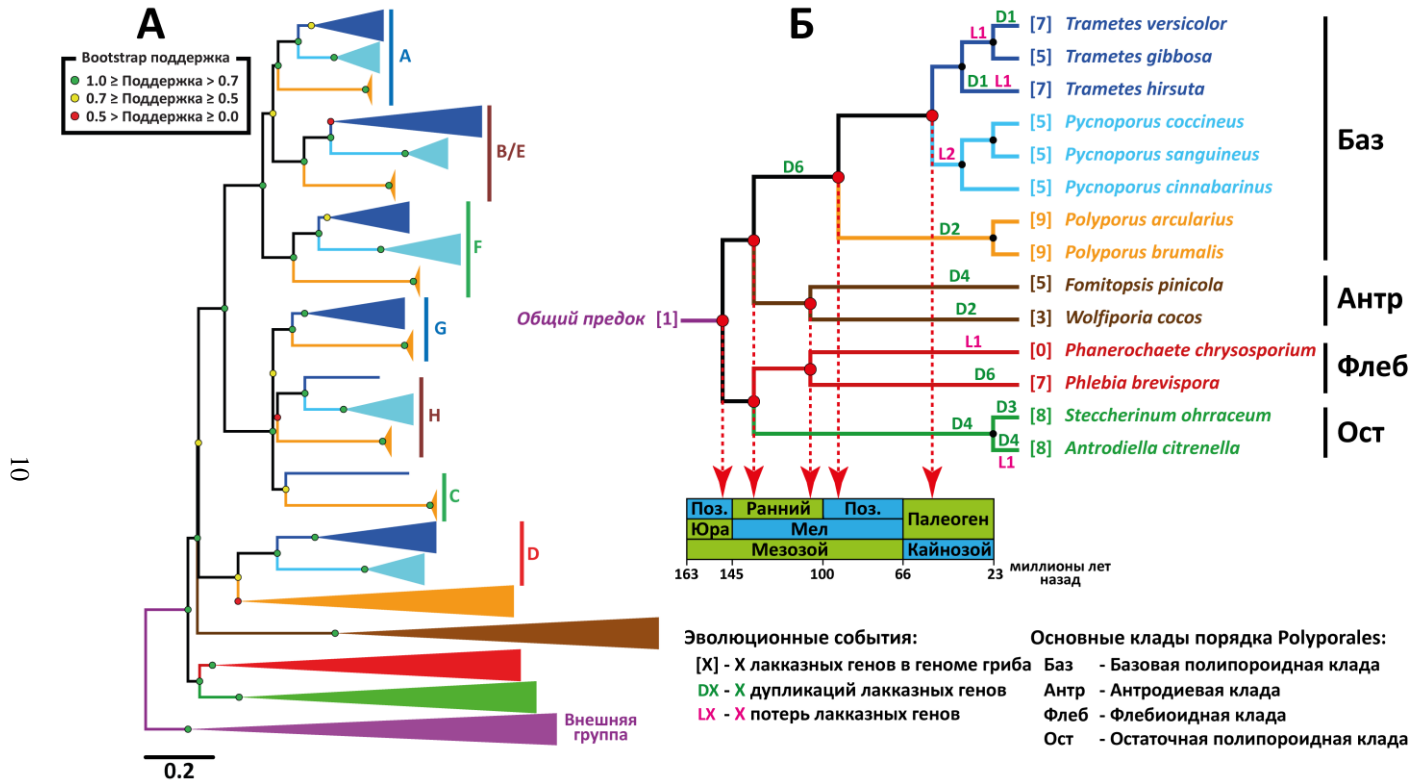 А
Bootstrap поддержка
1.0 ≥ Поддержка > 0.7
0.7 ≥ Поддержка ≥ 0.5
0.5 > Поддержка ≥ 0.0
A
B/E
F
G
H
C
D
Внешняя
группа
0.2
10
Б
Общий предок [1]
D6
D1
L1
[7] Trametes versicolor
[5] Trametes gibbosa
D1 L1
[7] Trametes hirsuta
[5] Pycnoporus coccineus
L2
[5] Pycnoporus sanguineus
[5] Pycnoporus cinnabarinus
[9] Polyporus arcularius
D2
[9] Polyporus brumalis
D4
[5] Fomitopsis pinicola
D2
[3] Wolfiporia cocos
L1
[0] Phanerochaete chrysosporium
D6
[7] Phlebia brevispora
D4
D3
[8] Steccherinum ohrraceum
D4
[8] Antrodiella citrenella
L1
Баз
Антр
Флеб
Ост
Поз. Ранний Поз. Палеоген
Юра Мел
Мезозой Кайнозой
163 145 100 66 23 миллионы лет
назад
Эволюционные события:
[X] - X лакказных генов в геноме гриба
DX - X дупликаций лакказных генов
LX - X потерь лакказных генов
Основные клады порядка Polyporales:
Баз - Базовая полипороидная клада
Антр - Антродиевая клада
Флеб - Флебиоидная клада
Ост - Остаточная полипороидная клада